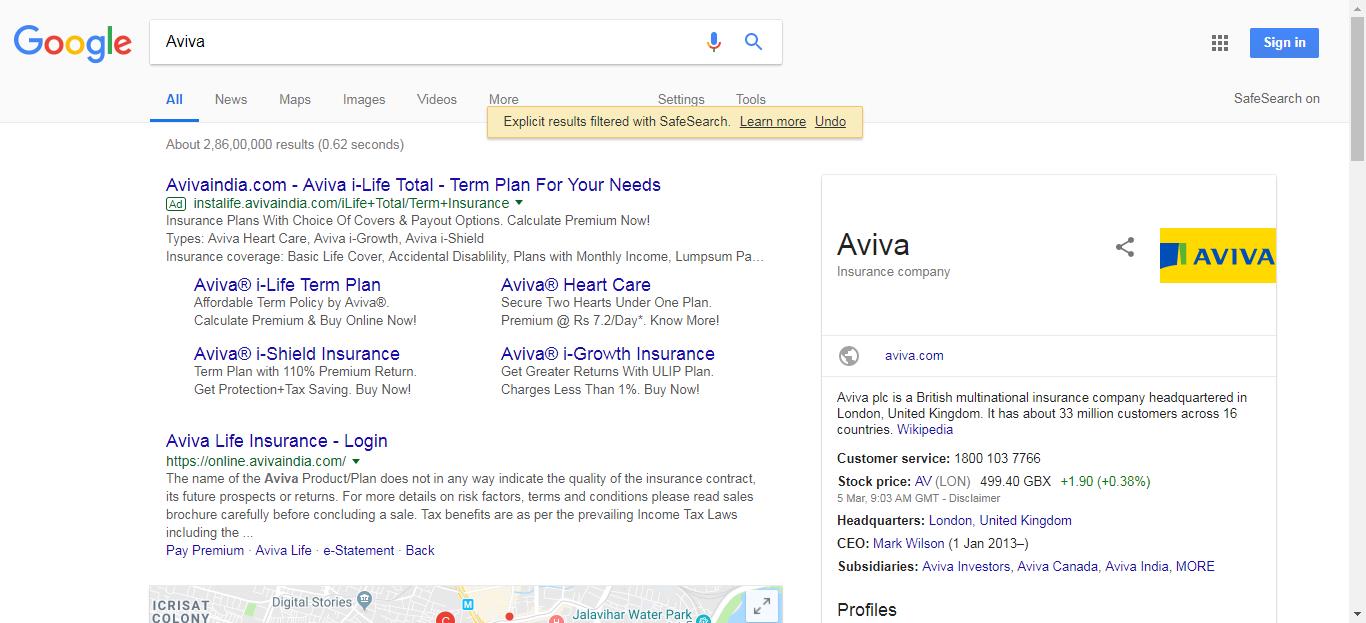 Google
Aviva
Sign in
All News Maps Images Videos More Settings Tools
SafeSearch on
Explicit results filtered with SafeSearch. Learn more Undo
About 2,86,00,000 results (0.62 seconds)
Avivaindia.com - Aviva i-Life Total - Term Plan For Your Needs
Ad instalife.avivaindia.com/iLife+Total/Term+Insurance
Insurance Plans With Choice Of Covers & Payout Options. Calculate Premium Now!
Types: Aviva Heart Care, Aviva i-Growth, Aviva i-Shield
Insurance coverage: Basic Life Cover, Accidental Disablility, Plans with Monthly Income, Lumpsum Pa…
Aviva® i-Life Term Plan
Affordable Term Policy by Aviva®.
Calculate Premium & Buy Online Now!
Aviva® Heart Care
Secure Two Hearts Under One Plan.
Premium @ Rs 7.2/Day*. Know More!
Aviva® i-Shield Insurance
Term Plan with 110% Premium Return.
Get Protection+Tax Saving. Buy Now!
Aviva® i-Growth Insurance
Get Greater Returns With ULIP Plan.
Charges Less Than 1%. Buy Now!
Aviva Life Insurance - Login
https://online.avivaindia.com/
The name of the Aviva Product/Plan does not in any way indicate the quality of the insurance contract,
its future prospects or returns. For more details on risk factors, terms and conditions please read sales
brochure carefully before concluding a sale. Tax benefits are as per the prevailing Income Tax Laws
including the ...
Pay Premium · Aviva Life · e-Statement · Back
ICRISAT
COLONY
Digital Stories
M
C
H
Jalavihar Water Park
Aviva
Insurance company
AVIVA
aviva.com
Aviva plc is a British multinational insurance company headquartered in
London, United Kingdom. It has about 33 million customers across 16
countries. Wikipedia
Customer service: 1800 103 7766
Stock price: AV (LON) 499.40 GBX +1.90 (+0.38%)
5 Mar, 9:03 AM GMT - Disclaimer
Headquarters: London, United Kingdom
CEO: Mark Wilson (1 Jan 2013–)
Subsidiaries: Aviva Investors, Aviva Canada, Aviva India, MORE
Profiles